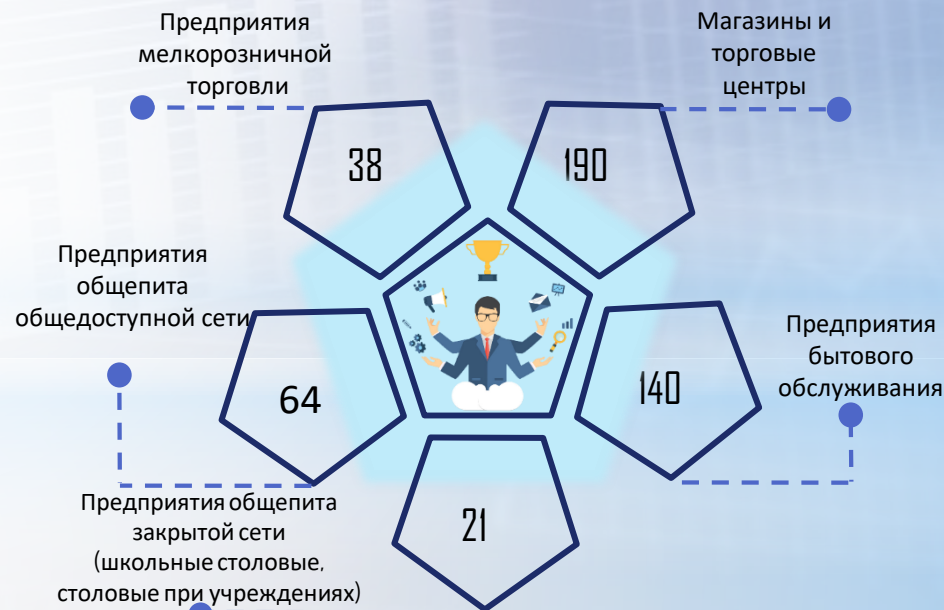 Предприятия
мелкорозничной
торговли
Магазины и
торговые
центры
38
190
Предприятия
общепита
общедоступной сети
Предприятия
бытового
обслуживания
64
140
Предприятия общепита
закрытой сети
(школьные столовые,
столовые при учреждениях)
21